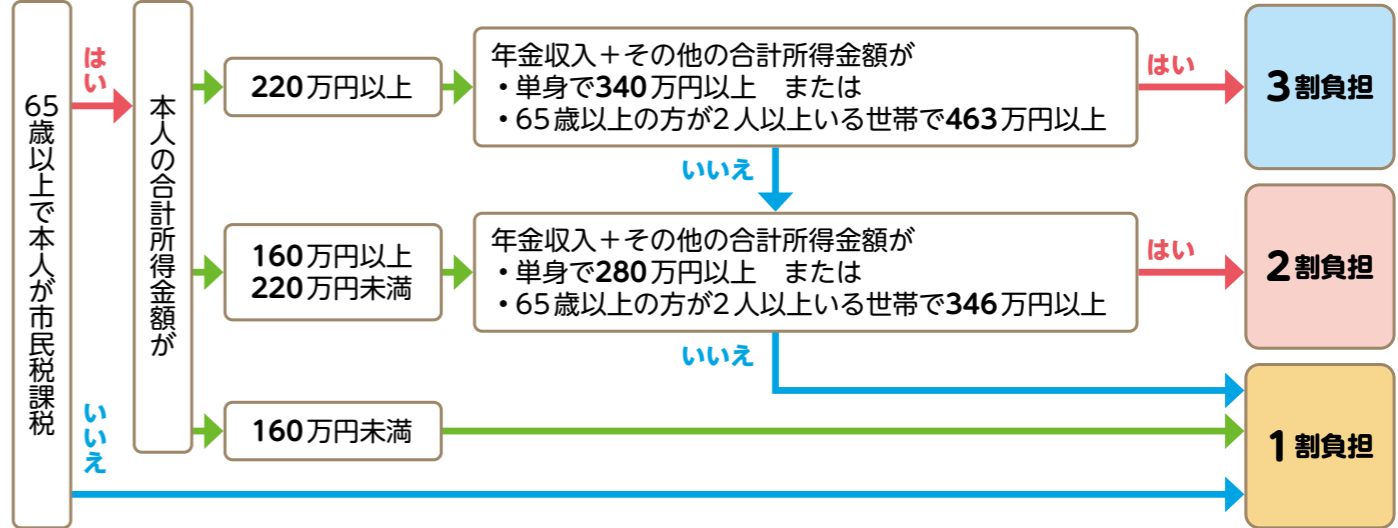 65歳以上で本人が市民税課税
はい
いいえ
本人の合計所得金額が
220万円以上
年金収入＋その他の合計所得金額が
・単身で340万円以上　または
・65歳以上の方が2人以上いる世帯で463万円以上
はい
3割負担
いいえ
160万円以上
220万円未満
年金収入＋その他の合計所得金額が
・単身で280万円以上　または
・65歳以上の方が2人以上いる世帯で346万円以上
はい
2割負担
いいえ
160万円未満
1割負担